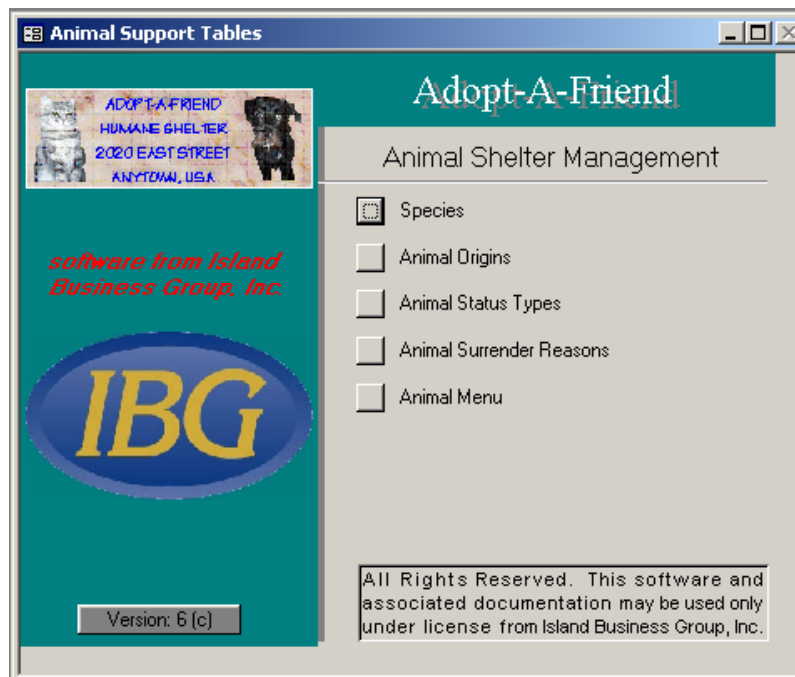 Animal Support Tables
ADOPT-A-FRIEND
HUMANE SHELTER
2020 EAST STREET
ANYTOWN, USA
software from Island
Business Group, Inc.
IBG
Version: 6 (c)
Adopt-A-Friend
Animal Shelter Management
Species
Animal Origins
Animal Status Types
Animal Surrender Reasons
Animal Menu
All Rights Reserved. This software and
associated documentation may be used only
under license from Island Business Group, Inc.